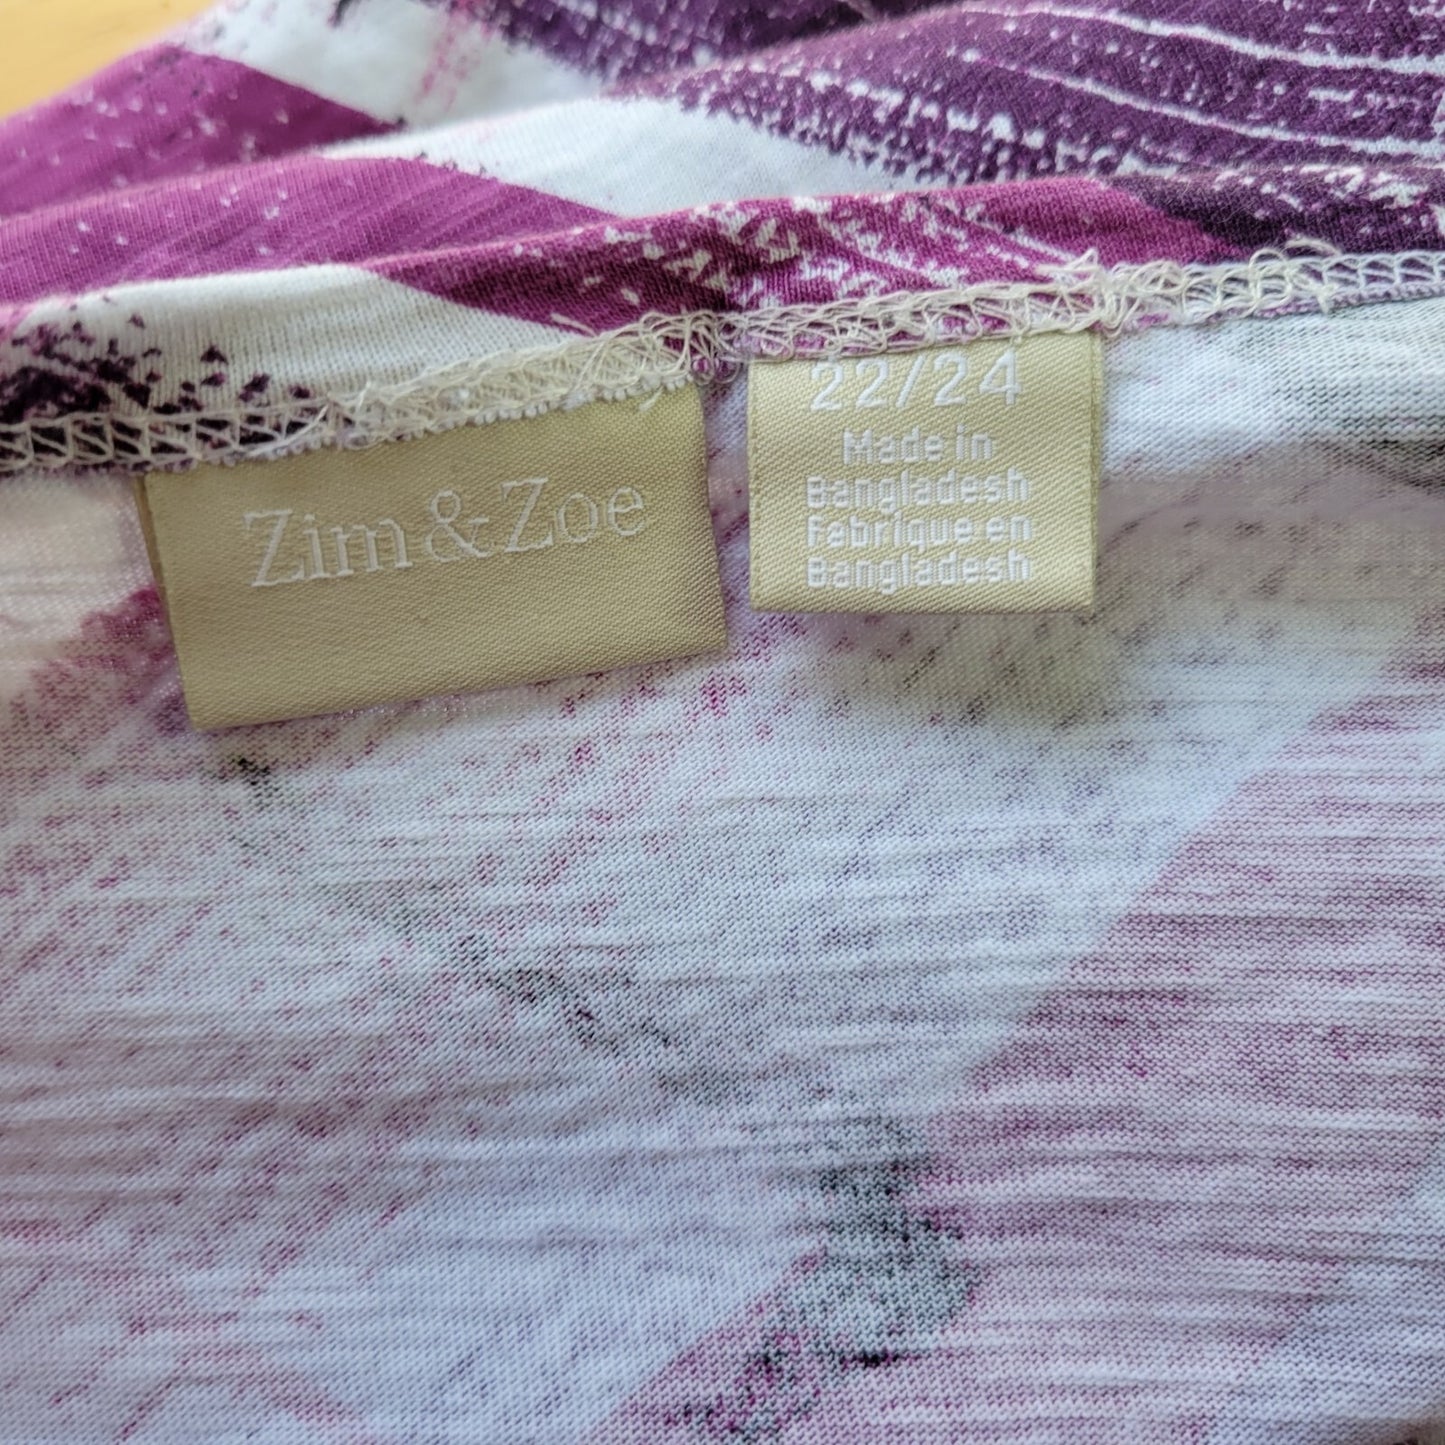 Zim & Zoe
22/24
Made in
Bangladesh
Fabrique en
Bangladesh